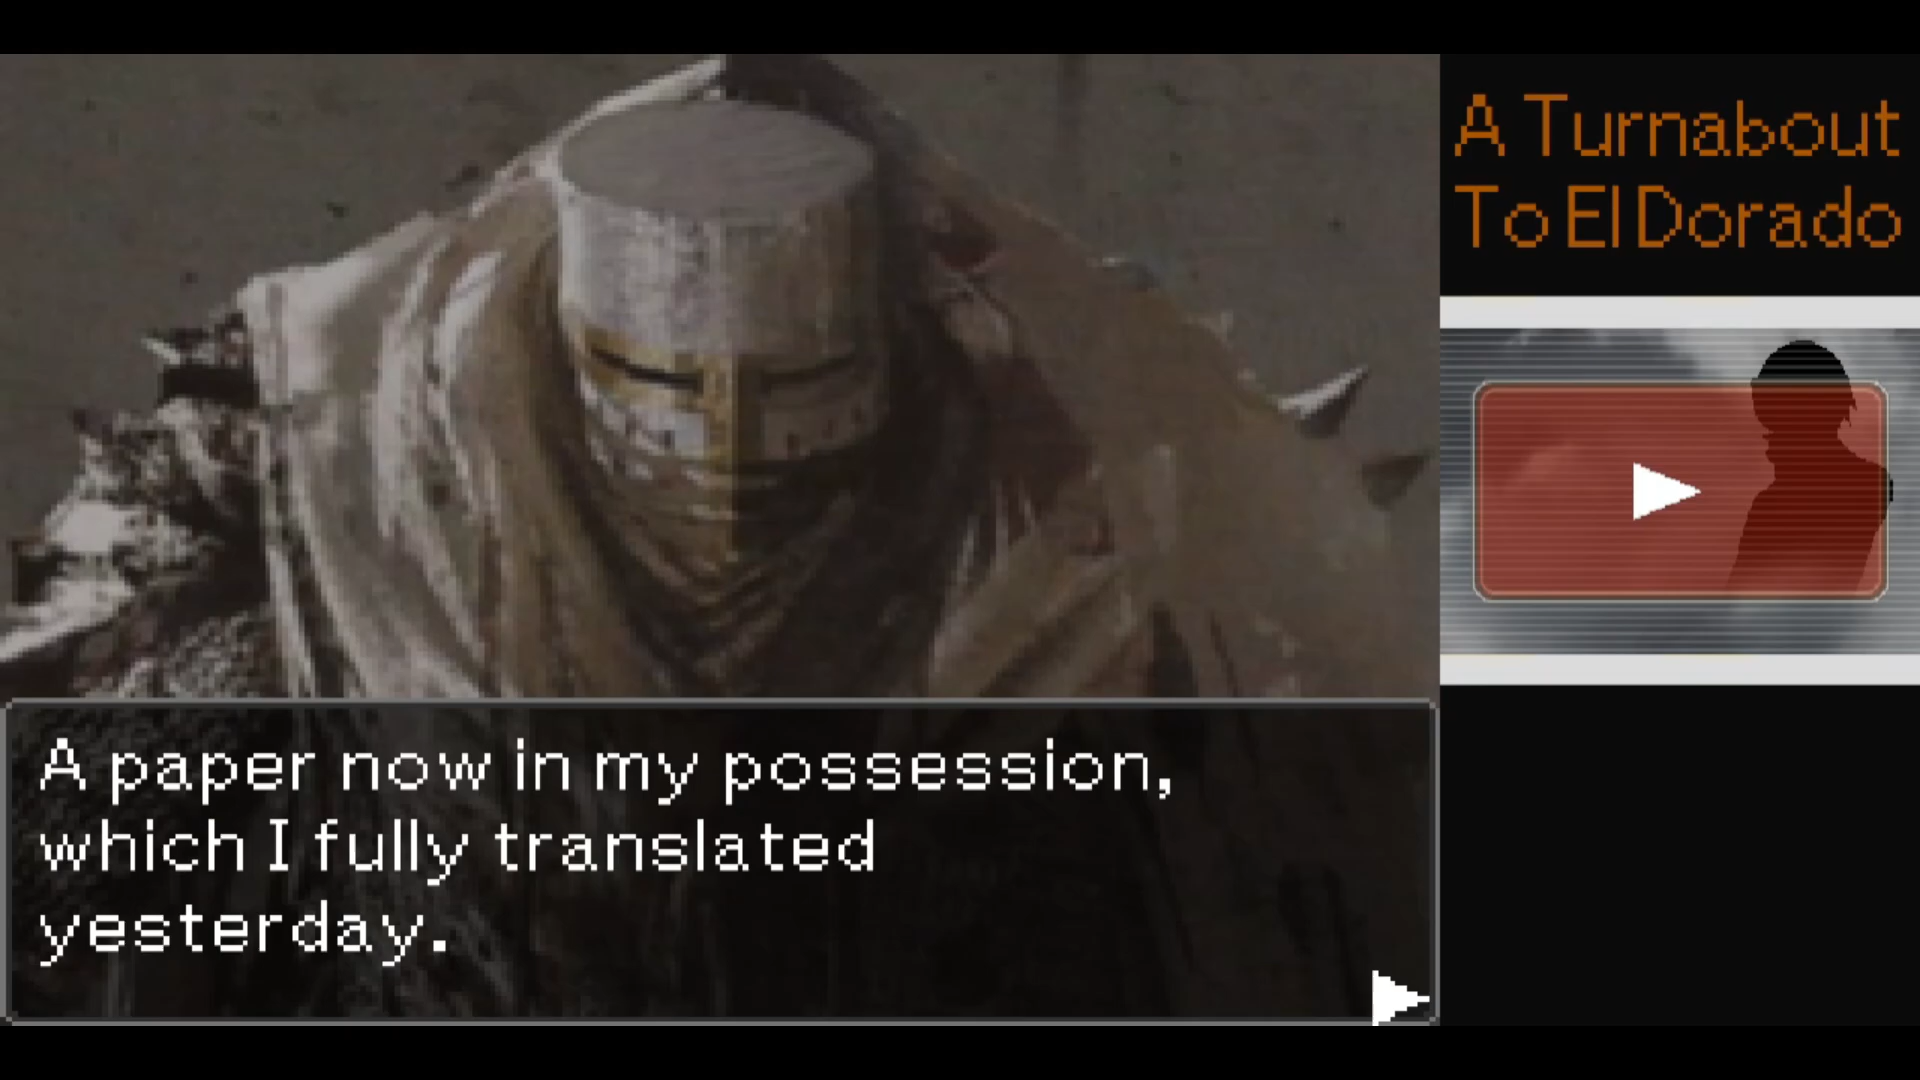 A Turnabout
To El Dorado
A paper now in my possession,
which I fully translated
yesterday.